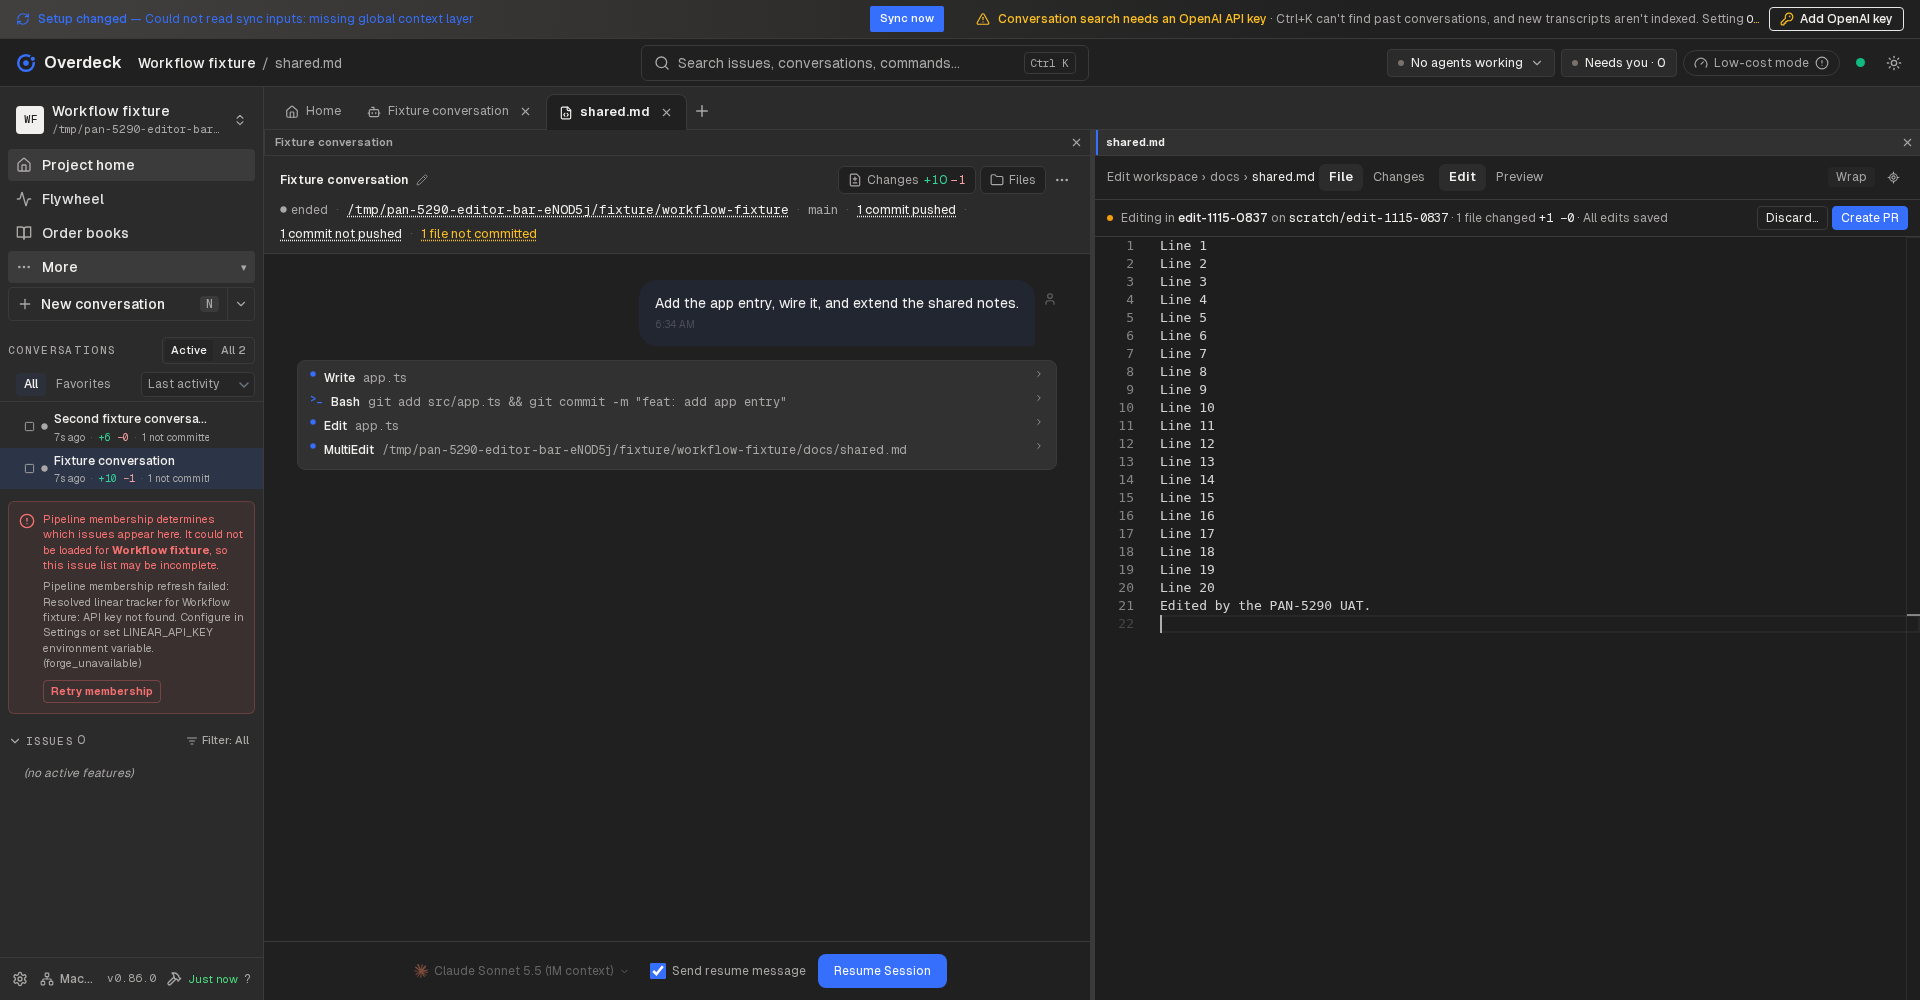 Setup changed — Could not read sync inputs: missing global context layer
Sync now
Conversation search needs an OpenAI API key · Ctrl+K can't find past conversations, and new transcripts aren't indexed. Setting O…
Add OpenAI key
Overdeck
Workflow fixture / shared.md
Search issues, conversations, commands...
Ctrl K
No agents working
Needs you · 0
Low-cost mode
WF
Workflow fixture
/tmp/pan-5290-editor-bar…
Project home
Flywheel
Order books
More
New conversation
N
CONVERSATIONS
Active
All 2
All
Favorites
Last activity
Second fixture conversa...
7s ago · +6 −0 · 1 not committe
Fixture conversation
7s ago · +10 −1 · 1 not committ
Pipeline membership determines
which issues appear here. It could not
be loaded for Workflow fixture, so
this issue list may be incomplete.
Pipeline membership refresh failed:
Resolved linear tracker for Workflow
fixture: API key not found. Configure in
Settings or set LINEAR_API_KEY
environment variable.
(forge_unavailable)
Retry membership
ISSUES 0
Filter: All
(no active features)
Mac...
v0.86.0
Just now
?
Home
Fixture conversation
shared.md
Fixture conversation
Fixture conversation
Changes +10 −1
Files
ended · /tmp/pan-5290-editor-bar-eNOD5j/fixture/workflow-fixture · main · 1 commit pushed ·
1 commit not pushed · 1 file not committed
Add the app entry, wire it, and extend the shared notes.
6:34 AM
Write app.ts
>_ Bash git add src/app.ts && git commit -m "feat: add app entry"
Edit app.ts
MultiEdit /tmp/pan-5290-editor-bar-eNOD5j/fixture/workflow-fixture/docs/shared.md
Claude Sonnet 5.5 (1M context)
Send resume message
Resume Session
shared.md
Edit workspace › docs › shared.md
File
Changes
Edit
Preview
Wrap
Editing in edit-1115-0837 on scratch/edit-1115-0837 · 1 file changed +1 −0 · All edits saved
Discard…
Create PR
1 Line 1
2 Line 2
3 Line 3
4 Line 4
5 Line 5
6 Line 6
7 Line 7
8 Line 8
9 Line 9
10 Line 10
11 Line 11
12 Line 12
13 Line 13
14 Line 14
15 Line 15
16 Line 16
17 Line 17
18 Line 18
19 Line 19
20 Line 20
21 Edited by the PAN-5290 UAT.
22